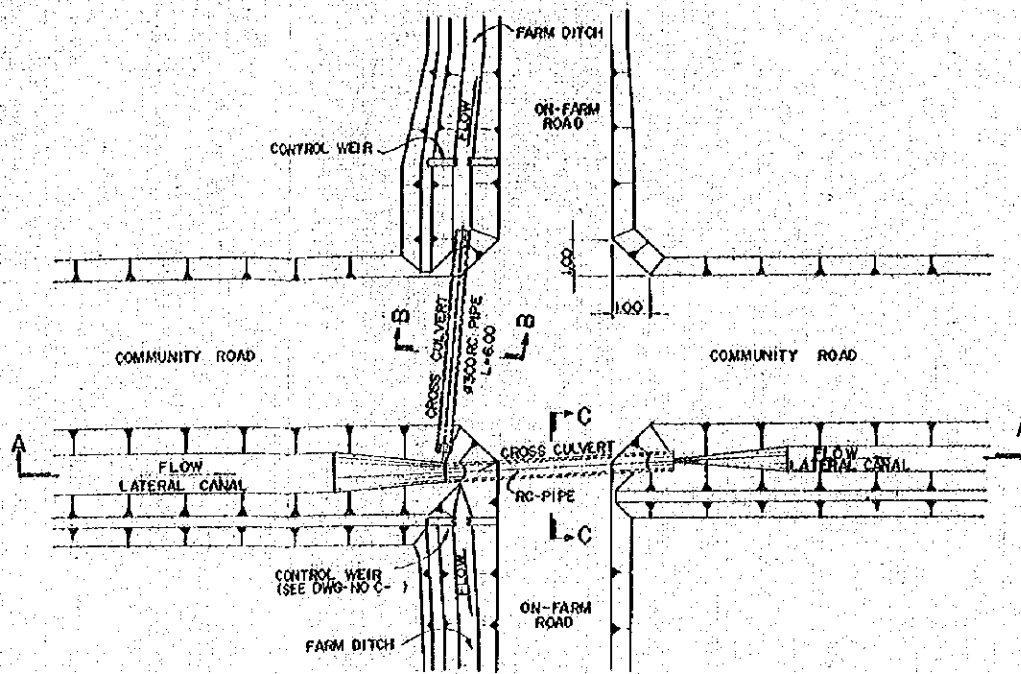 FARM DITCH
ON-FARM
ROAD
FLOW
CONTROL WEIR
1.00
1.00
B
B
CROSS CULVERT
Ø300 RC. PIPE
L=6.00
COMMUNITY ROAD
COMMUNITY ROAD
C
A
A
CROSS CULVERT
FLOW
LATERAL CANAL
FLOW
LATERAL CANAL
RC-PIPE
C
CONTROL WEIR
(SEE DWG-NO C- )
FLOW
ON-FARM
ROAD
FARM DITCH